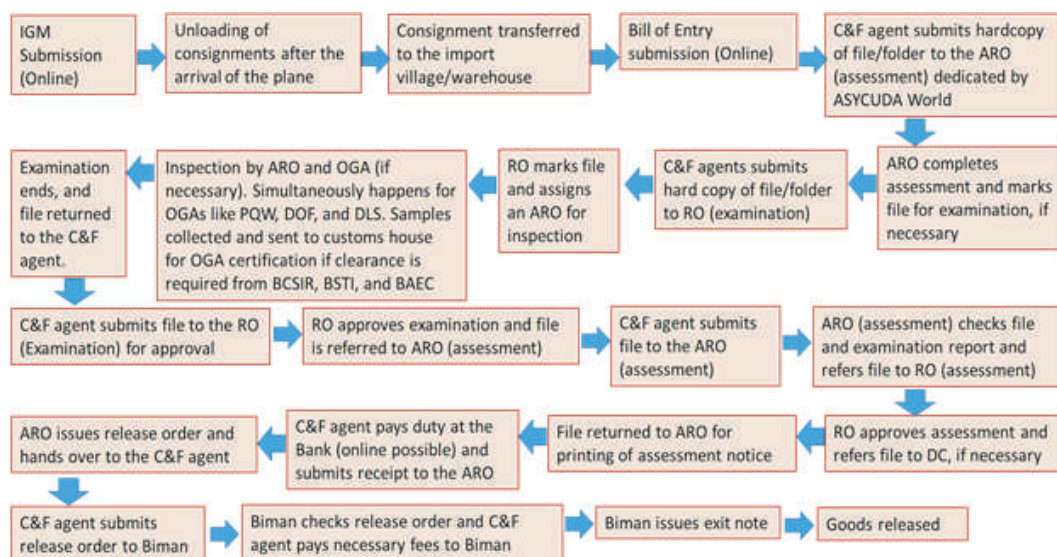 IGM
Submission
(Online)
Unloading of
consignments after the
arrival of the plane
Consignment transferred
to the import
village/warehouse
Bill of Entry
submission (Online)
C&F agent submits hardcopy
of file/folder to the ARO
(assessment) dedicated by
ASYCUDA World
ARO completes
assessment and marks
file for examination, if
necessary
C&F agents submits
hard copy of file/folder
to RO (examination)
RO marks file
and assigns
an ARO for
inspection
Inspection by ARO and OGA (if
necessary). Simultaneously happens for
OGAs like PQW, DOF, and DLS. Samples
collected and sent to customs house
for OGA certification if clearance is
required from BCSIR, BSTI, and BAEC
Examination
ends, and
file returned
to the C&F
agent.
C&F agent submits file to the RO
(Examination) for approval
RO approves examination and file
is referred to ARO (assessment)
C&F agent submits
file to the ARO
(assessment)
ARO (assessment) checks file
and examination report and
refers file to RO (assessment)
RO approves assessment and
refers file to DC, if necessary
File returned to ARO for
printing of assessment notice
C&F agent pays duty at the
Bank (online possible) and
submits receipt to the ARO
ARO issues release order and
hands over to the C&F agent
C&F agent submits
release order to Biman
Biman checks release order and C&F
agent pays necessary fees to Biman
Biman issues exit note
Goods released